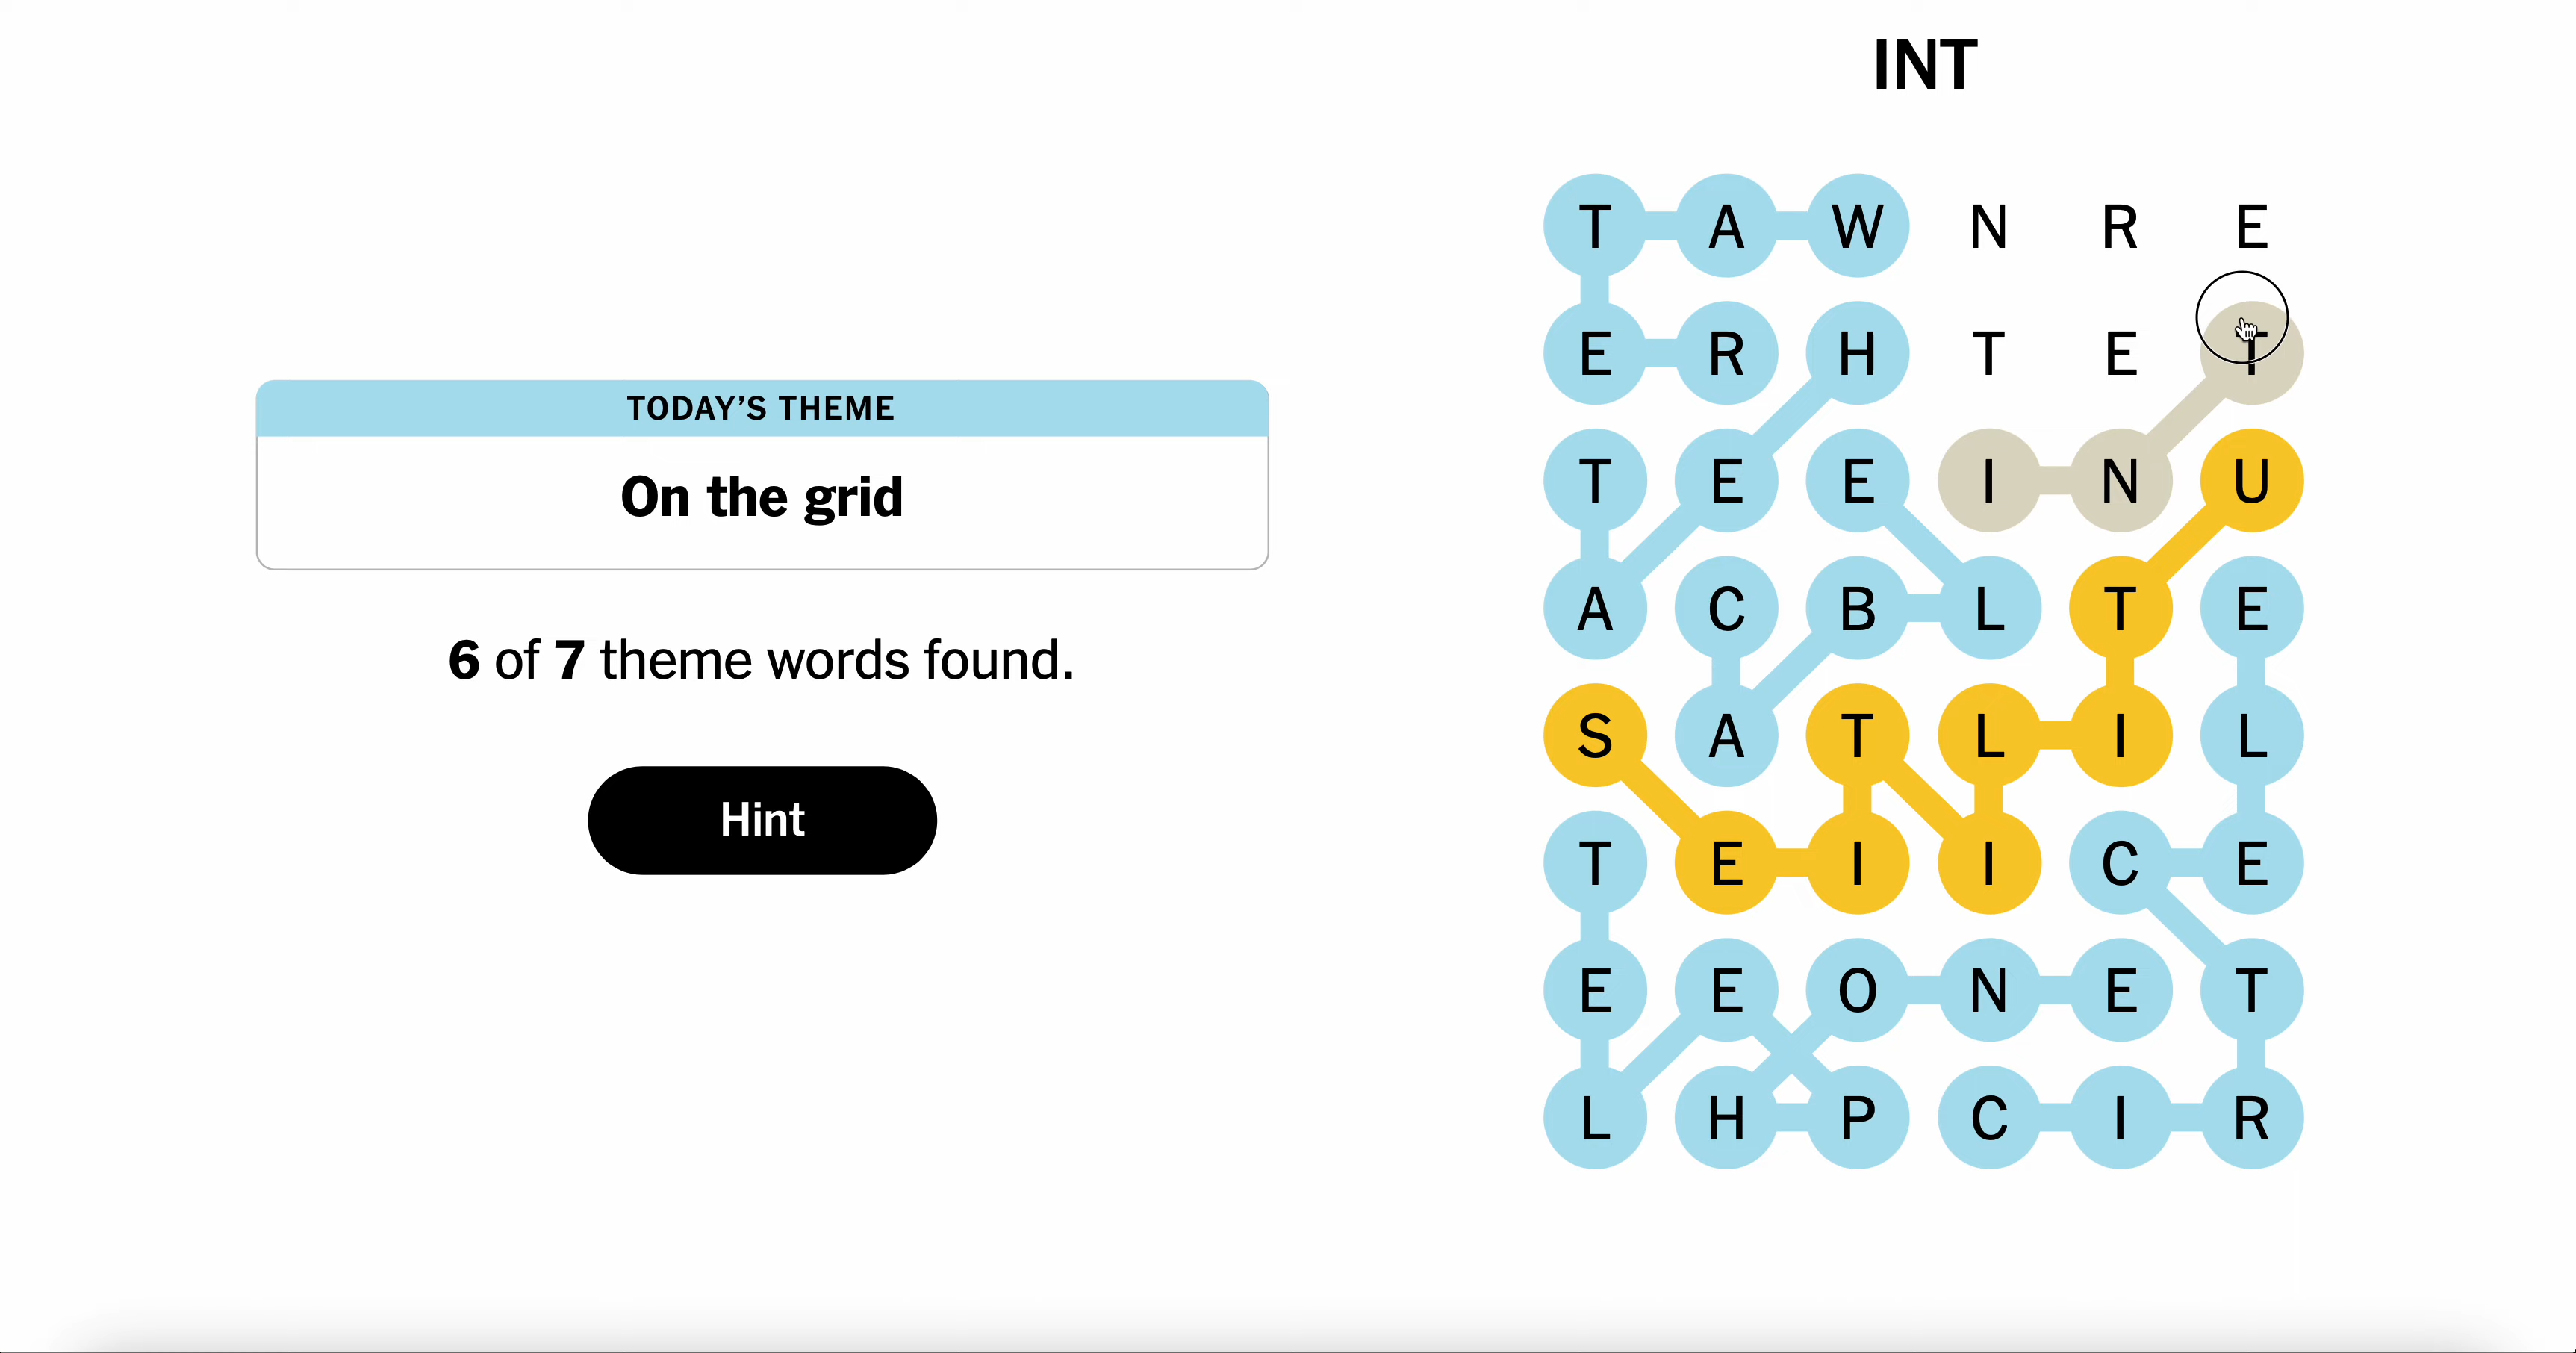 INT
TODAY'S THEME
On the grid
6 of 7 theme words found.
Hint
T A W N R E
E R H T E T
T E E I N U
A C B L T E
S A T L I L
T E I I C E
E E O N E T
L H P C I R